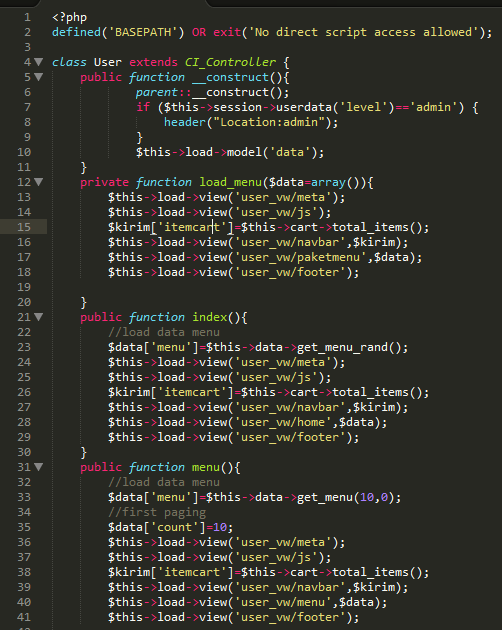 1 <?php
2 defined('BASEPATH') OR exit('No direct script access allowed');
3
4 class User extends CI_Controller {
5 public function __construct(){
6 parent::__construct();
7 if ($this->session->userdata('level')=='admin') {
8 header("Location:admin");
9 }
10 $this->load->model('data');
11 }
12 private function load_menu($data=array()){
13 $this->load->view('user_vw/meta');
14 $this->load->view('user_vw/js');
15 $kirim['itemcart']=$this->cart->total_items();
16 $this->load->view('user_vw/navbar',$kirim);
17 $this->load->view('user_vw/paketmenu',$data);
18 $this->load->view('user_vw/footer');
19
20 }
21 public function index(){
22 //load data menu
23 $data['menu']=$this->data->get_menu_rand();
24 $this->load->view('user_vw/meta');
25 $this->load->view('user_vw/js');
26 $kirim['itemcart']=$this->cart->total_items();
27 $this->load->view('user_vw/navbar',$kirim);
28 $this->load->view('user_vw/home',$data);
29 $this->load->view('user_vw/footer');
30 }
31 public function menu(){
32 //load data menu
33 $data['menu']=$this->data->get_menu(10,0);
34 //first paging
35 $data['count']=10;
36 $this->load->view('user_vw/meta');
37 $this->load->view('user_vw/js');
38 $kirim['itemcart']=$this->cart->total_items();
39 $this->load->view('user_vw/navbar',$kirim);
40 $this->load->view('user_vw/menu',$data);
41 $this->load->view('user_vw/footer');